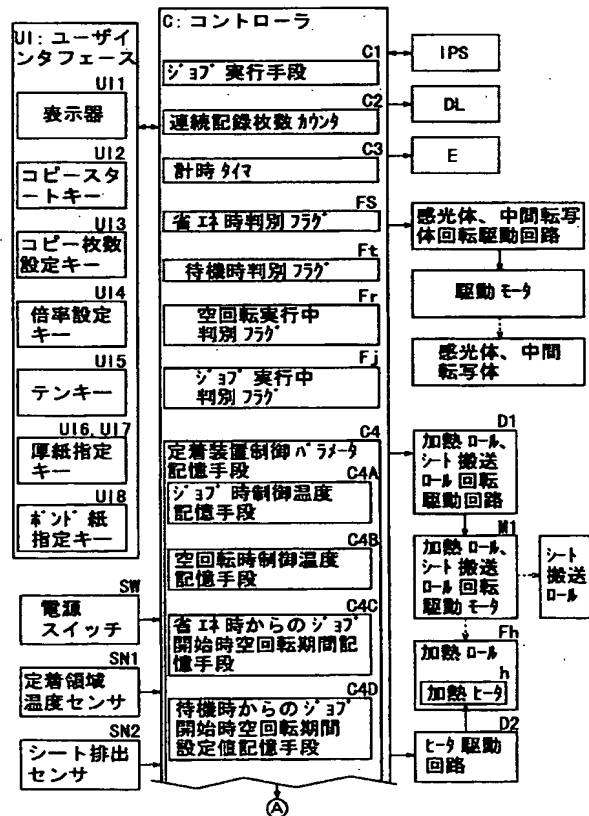 UI: ユーザイ
ンタフェース
UI1
表示器
UI2
コピースタ
ートキー
UI3
コピー枚数
設定キー
UI4
倍率設定
キー
UI5
テンキー
UI6, UI7
厚紙指定
キー
UI8
ボンド紙
指定キー
SW
電源
スイッチ
SN1
定着領域
温度センサ
SN2
シート排出
センサ
C: コントローラ
C1
ジョブ実行手段
C2
連続記録枚数カウンタ
C3
計時タイマ
FS
省エネ時判別フラグ
Ft
待機時判別フラグ
Fr
空回転実行中
判別フラグ
Fj
ジョブ実行中
判別フラグ
C4
定着装置制御パラメータ
記憶手段
C4A
ジョブ時制御温度
記憶手段
C4B
空回転時制御温度
記憶手段
C4C
省エネ時からのジョブ
開始時空回転期間記
憶手段
C4D
待機時からのジョブ
開始時空回転期間
設定値記憶手段
A
IPS
DL
E
感光体、中間転写
体回転駆動回路
駆動モータ
感光体、中間
転写体
D1
加熱ロール、
シート搬送
ロール回転
駆動回路
M1
加熱ロール、
シート搬送
ロール回転
駆動モータ
シート
搬送
ロール
Fh
加熱ロール
h
加熱ヒータ
D2
ヒータ駆動
回路